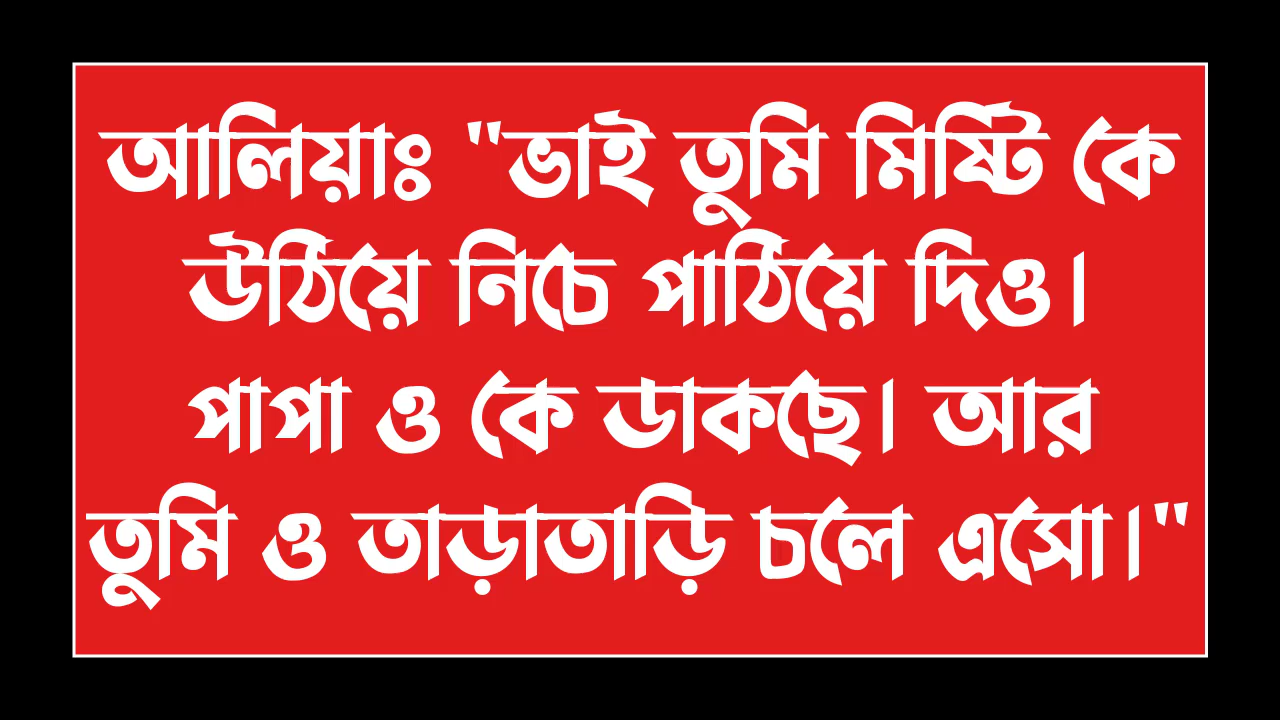 আলিয়াঃ "ভাই তুমি মিষ্টি কে
উঠিয়ে নিচে পাঠিয়ে দিও।
পাপা ও কে ডাকছে। আর
তুমি ও তাড়াতাড়ি চলে এসো।"